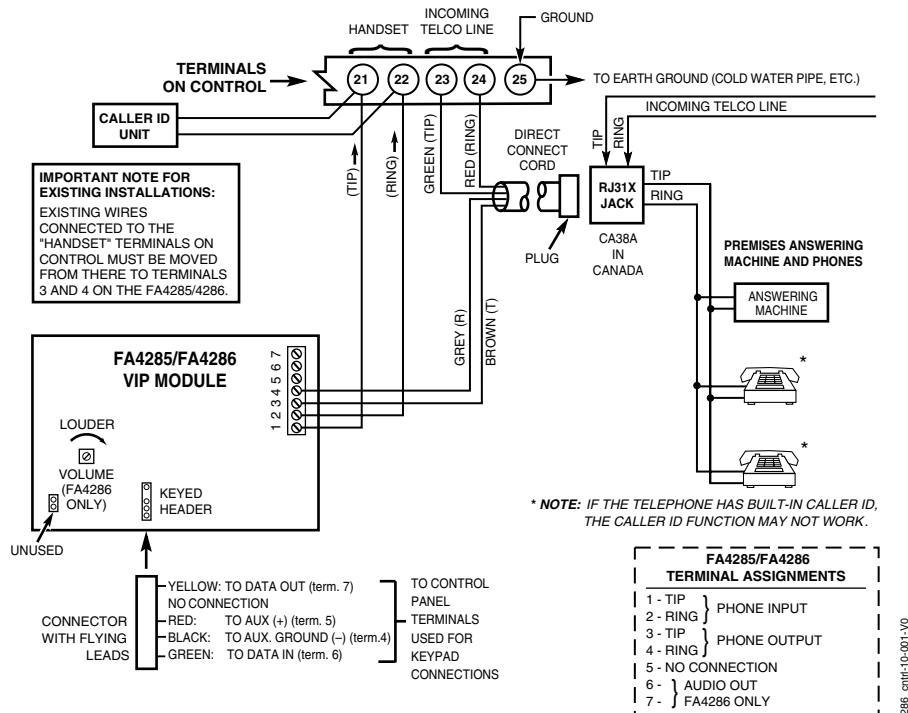 HANDSET
INCOMING
TELCO LINE
GROUND
TERMINALS
ON CONTROL
21
22
23
24
25
TO EARTH GROUND (COLD WATER PIPE, ETC.)
CALLER ID
UNIT
INCOMING TELCO LINE
TIP
RING
DIRECT
CONNECT
CORD
(TIP)
(RING)
GREEN (TIP)
RED (RING)
RJ31X
JACK
TIP
RING
CA38A
IN
CANADA
PLUG
IMPORTANT NOTE FOR
EXISTING INSTALLATIONS:
EXISTING WIRES
CONNECTED TO THE
"HANDSET" TERMINALS ON
CONTROL MUST BE MOVED
FROM THERE TO TERMINALS
3 AND 4 ON THE FA4285/4286.
PREMISES ANSWERING
MACHINE AND PHONES
ANSWERING
MACHINE
*
*
GREY (R)
BROWN (T)
FA4285/FA4286
VIP MODULE
1 2 3 4 5 6 7
LOUDER
VOLUME
(FA4286
ONLY)
KEYED
HEADER
UNUSED
* NOTE: IF THE TELEPHONE HAS BUILT-IN CALLER ID,
THE CALLER ID FUNCTION MAY NOT WORK.
CONNECTOR
WITH FLYING
LEADS
YELLOW: TO DATA OUT (term. 7)
NO CONNECTION
RED: TO AUX (+) (term. 5)
BLACK: TO AUX. GROUND (–) (term.4)
GREEN: TO DATA IN (term. 6)
TO CONTROL
PANEL
TERMINALS
USED FOR
KEYPAD
CONNECTIONS
FA4285/FA4286
TERMINAL ASSIGNMENTS
1 - TIP
2 - RING
PHONE INPUT
3 - TIP
4 - RING
PHONE OUTPUT
5 - NO CONNECTION
6 -
7 -
AUDIO OUT
FA4286 ONLY
286_cntrl-10-001-V0